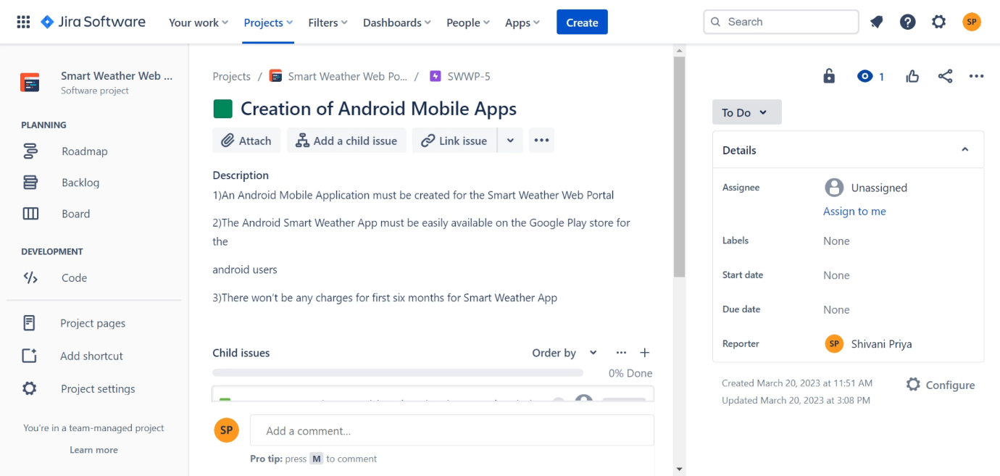 Jira Software
Your work
Projects
Filters
Dashboards
People
Apps
Create
Search
SP
Smart Weather Web ...
Software project
PLANNING
Roadmap
Backlog
Board
DEVELOPMENT
Code
Project pages
Add shortcut
Project settings
You're in a team-managed project
Learn more
Projects / Smart Weather Web Po... / SWWP-5
Creation of Android Mobile Apps
Attach
Add a child issue
Link issue
Description
1)An Android Mobile Application must be created for the Smart Weather Web Portal
2)The Android Smart Weather App must be easily available on the Google Play store for
the
android users
3)There won't be any charges for first six months for Smart Weather App
Child issues
Order by
0% Done
SP
Add a comment...
Pro tip: press M to comment
1
To Do
Details
Assignee
Unassigned
Assign to me
Labels
None
Start date
None
Due date
None
Reporter
SP
Shivani Priya
Created March 20, 2023 at 11:51 AM
Updated March 20, 2023 at 3:08 PM
Configure